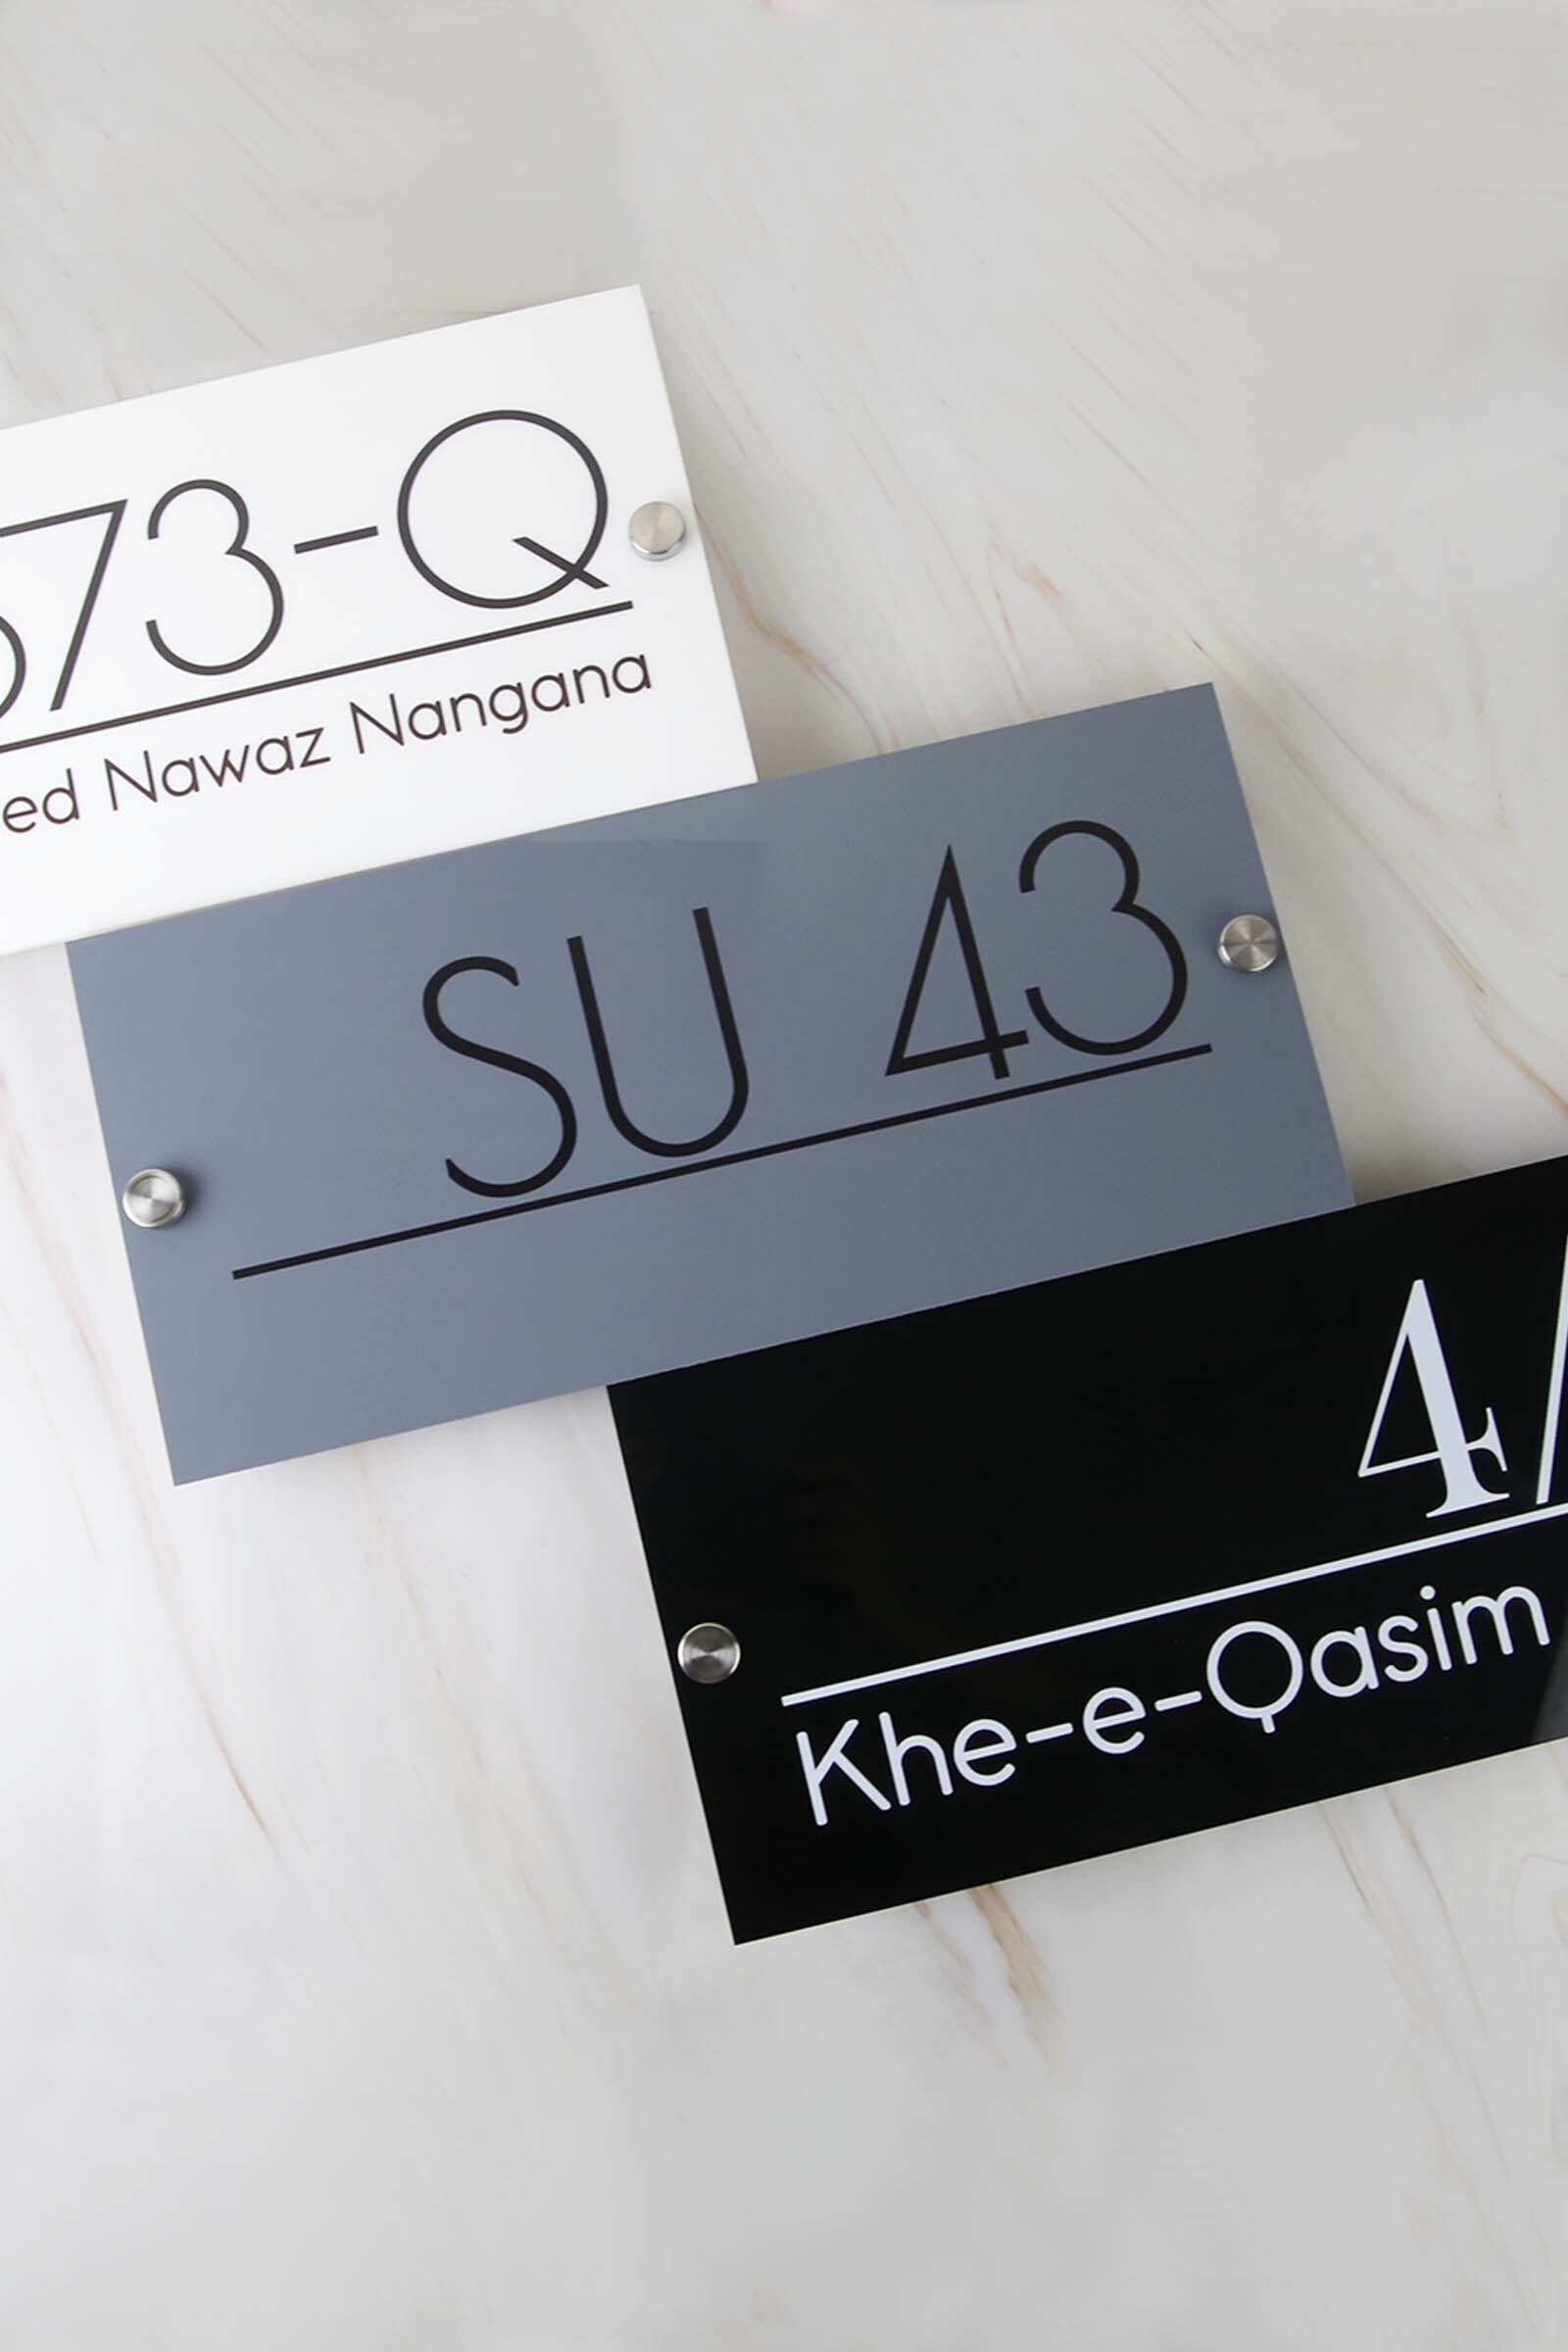 73-Q
ed Nawaz Nangana
SU 43
4/
Khe-e-Qasim